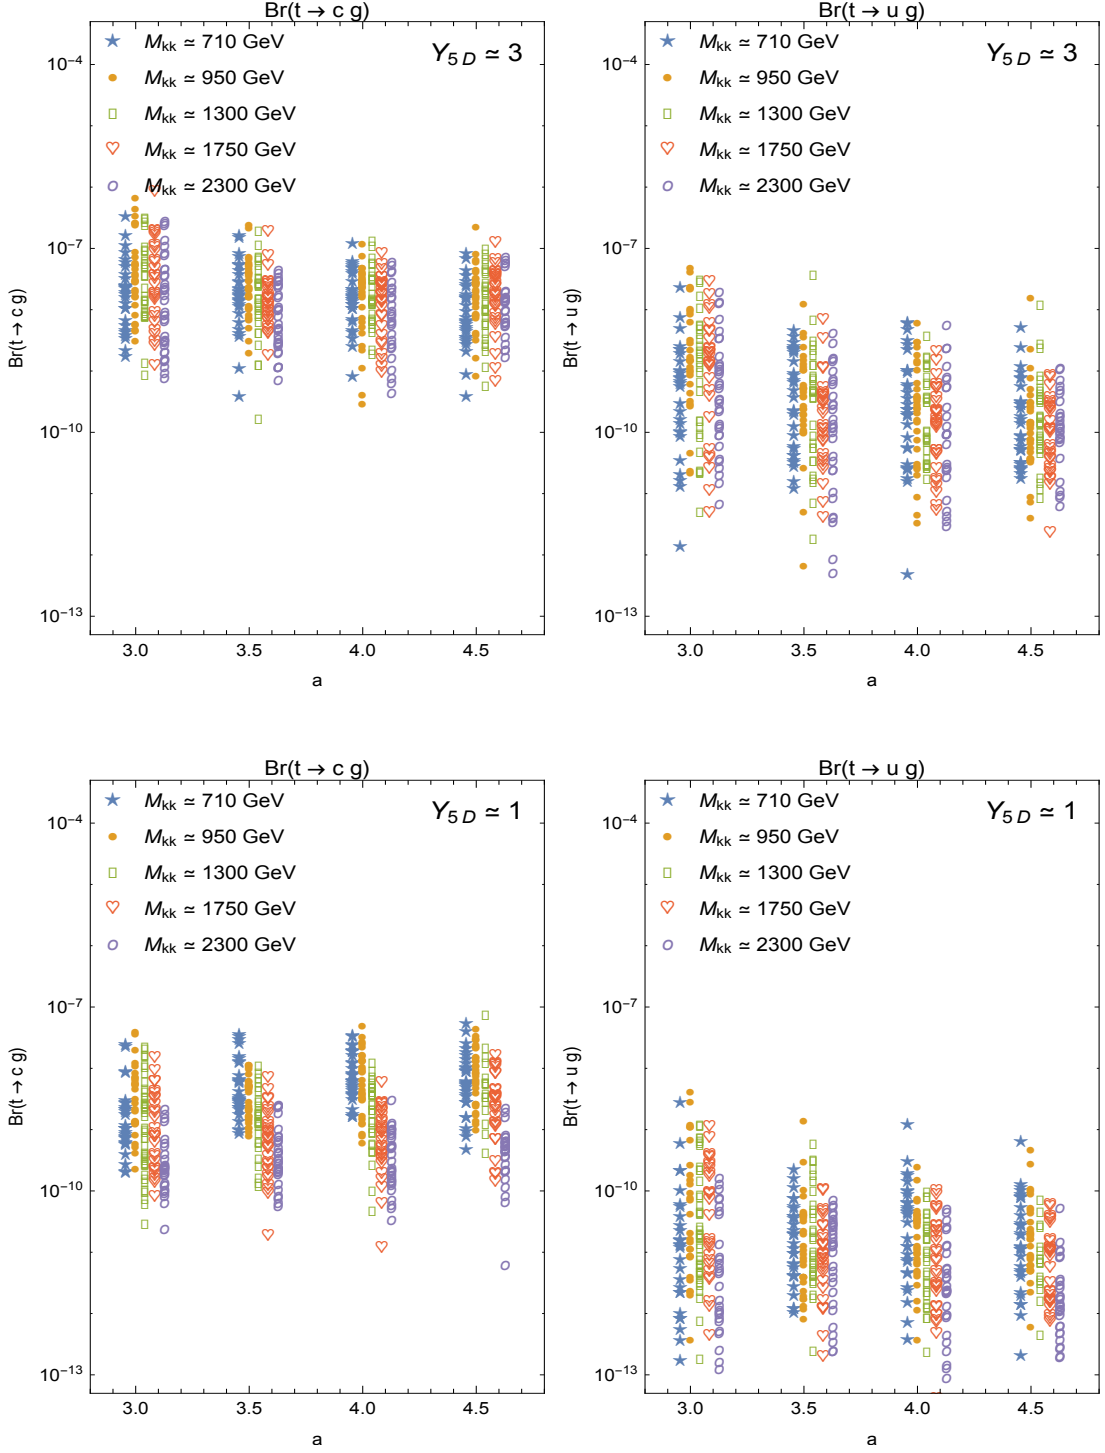 Br(t → c g)
M_kk ≃ 710 GeV
Y_5D ≃ 3
M_kk ≃ 950 GeV
M_kk ≃ 1300 GeV
M_kk ≃ 1750 GeV
M_kk ≃ 2300 GeV
10⁻⁴
10⁻⁷
10⁻¹⁰
10⁻¹³
Br(t → c g)
3.0 3.5 4.0 4.5
a
Br(t → u g)
M_kk ≃ 710 GeV
Y_5D ≃ 3
M_kk ≃ 950 GeV
M_kk ≃ 1300 GeV
M_kk ≃ 1750 GeV
M_kk ≃ 2300 GeV
10⁻⁴
10⁻⁷
10⁻¹⁰
10⁻¹³
Br(t → u g)
3.0 3.5 4.0 4.5
a
Br(t → c g)
M_kk ≃ 710 GeV
Y_5D ≃ 1
M_kk ≃ 950 GeV
M_kk ≃ 1300 GeV
M_kk ≃ 1750 GeV
M_kk ≃ 2300 GeV
10⁻⁴
10⁻⁷
10⁻¹⁰
10⁻¹³
Br(t → c g)
3.0 3.5 4.0 4.5
a
Br(t → u g)
M_kk ≃ 710 GeV
Y_5D ≃ 1
M_kk ≃ 950 GeV
M_kk ≃ 1300 GeV
M_kk ≃ 1750 GeV
M_kk ≃ 2300 GeV
10⁻⁴
10⁻⁷
10⁻¹⁰
10⁻¹³
Br(t → u g)
3.0 3.5 4.0 4.5
a